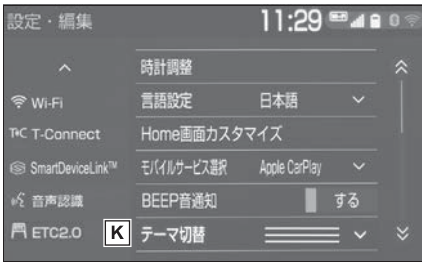 設定・編集 11:29 0
時計調整
Wi-Fi 言語設定 日本語
T•C T-Connect Home画面カスタマイズ
SmartDeviceLink™ モバイルサービス選択 Apple CarPlay
音声認識 BEEP音通知 する
ETC2.0 K テーマ切替